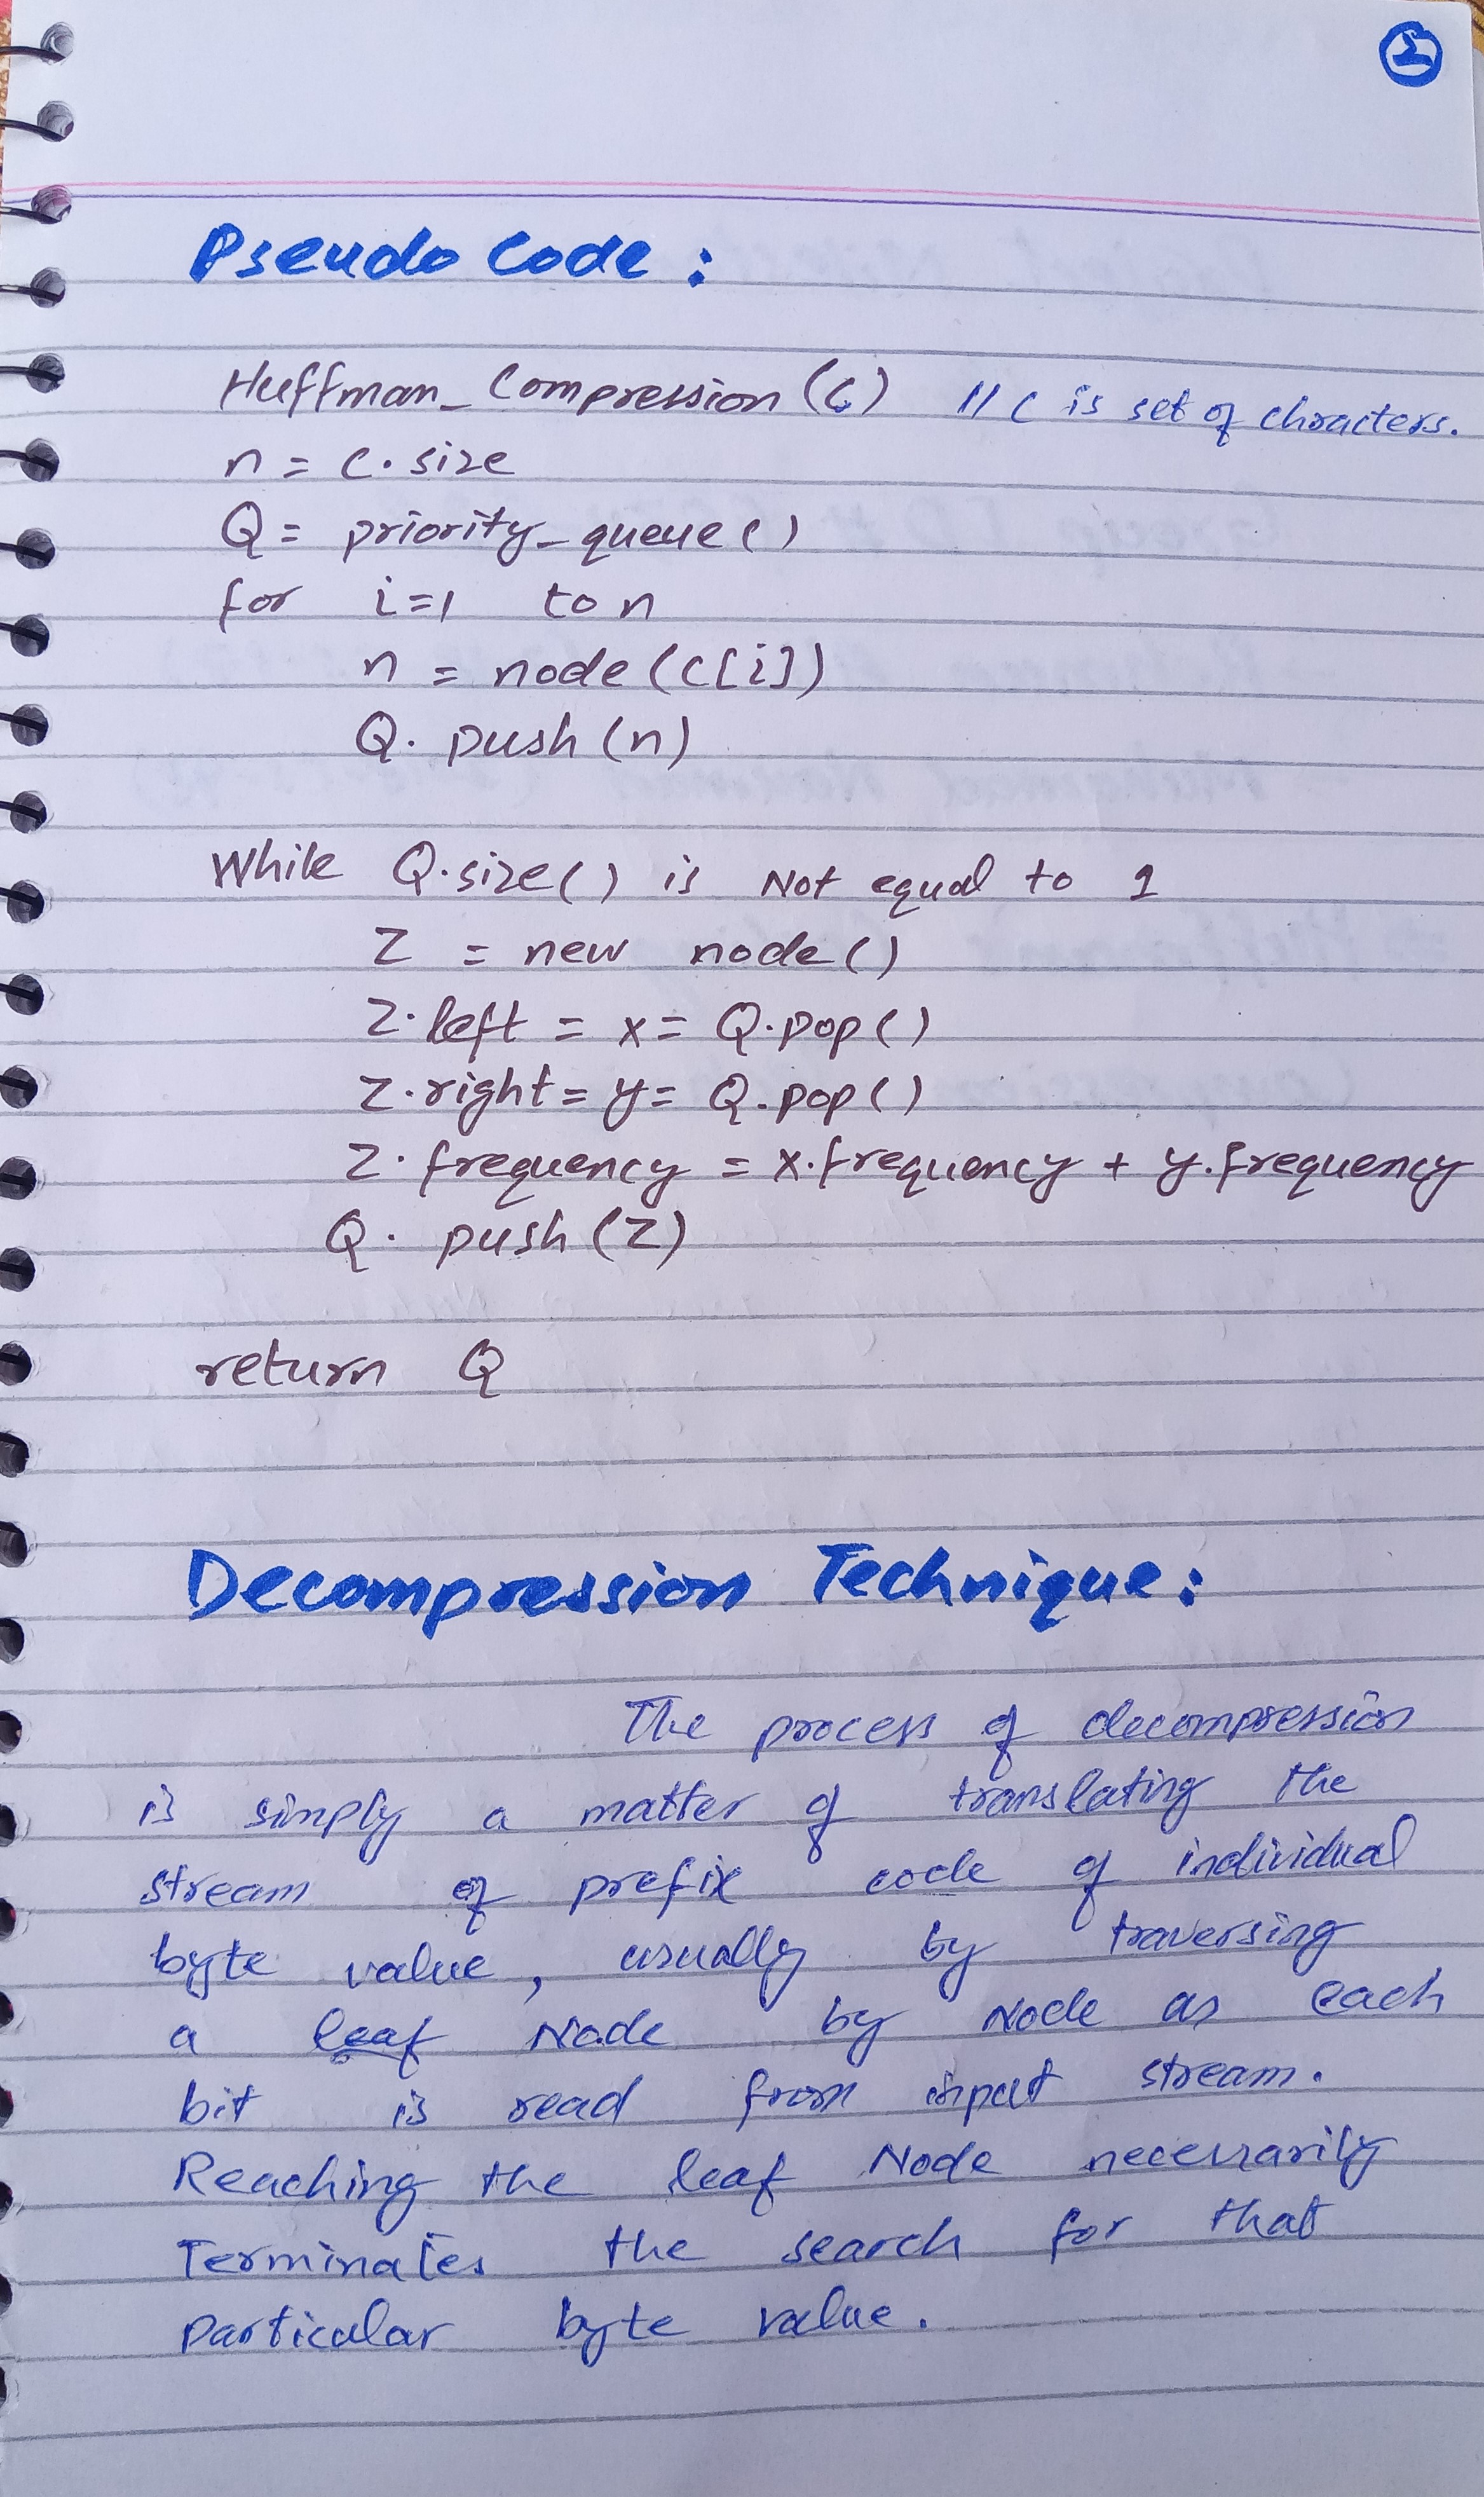 2
Pseudo Code :
Huffman_Compression (C) // C is set of chracters.
n = C. size
Q = priority_queue ()
for i=1 to n
n = node (C[i])
Q. push (n)
While Q.size() is Not equal to 1
Z = new node ()
Z. left = x = Q.pop ()
Z. right = y = Q.pop ()
Z. frequency = x.frequency + y.frequency
Q. push (Z)
return Q
Decompression Technique :
The process of decompression
is simply a matter of translating the
stream of prefix code of individual
byte value, usually by traversing
a leaf Node by Node as each
bit is read from input stream.
Reaching the leaf Node necessarily
Terminates the search for that
particular byte value.